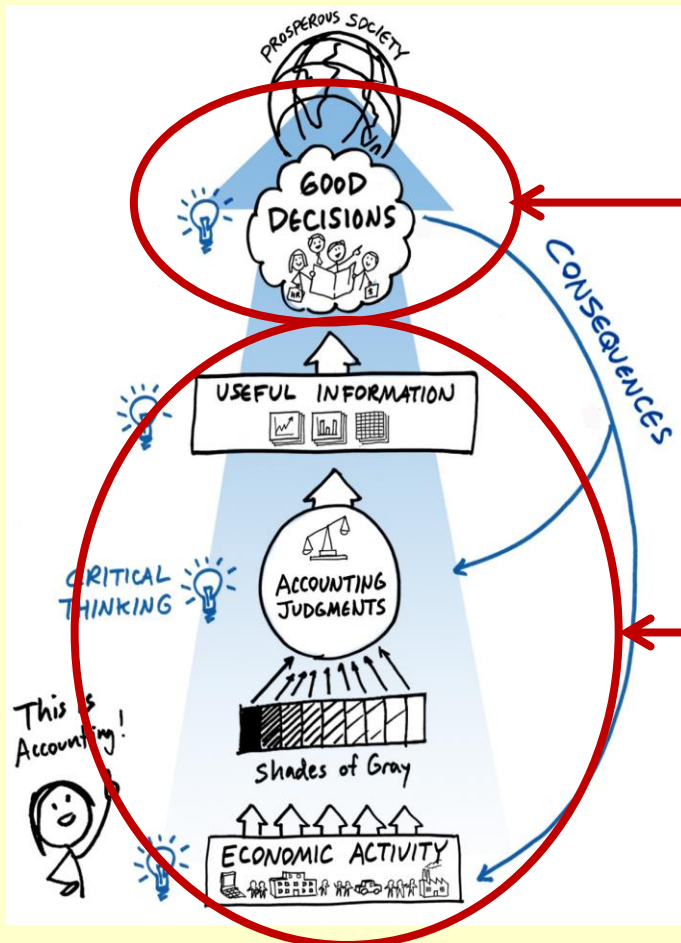 PROSPEROUS SOCIETY
GOOD
DECISIONS
HR
$
CONSEQUENCES
USEFUL INFORMATION
CRITICAL
THINKING
ACCOUNTING
JUDGMENTS
This is
Accounting!
Shades of Gray
ECONOMIC ACTIVITY